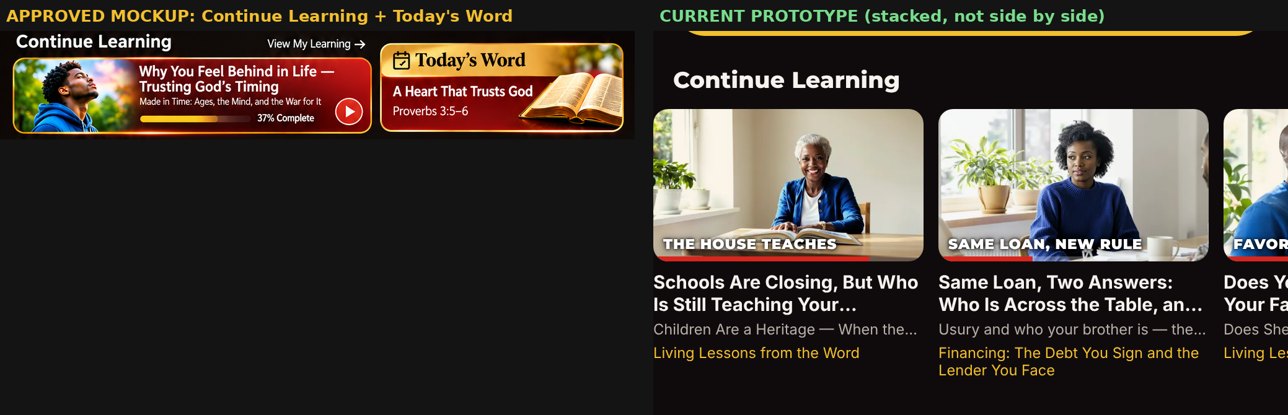 APPROVED MOCKUP: Continue Learning + Today's Word
Continue Learning
View My Learning →
Why You Feel Behind in Life —
Trusting God's Timing
Made in Time: Ages, the Mind, and the War for It
37% Complete
Today's Word
A Heart That Trusts God
Proverbs 3:5–6
CURRENT PROTOTYPE (stacked, not side by side)
Continue Learning
THE HOUSE TEACHES
Schools Are Closing, But Who
Is Still Teaching Your...
Children Are a Heritage — When the...
Living Lessons from the Word
SAME LOAN, NEW RULE
Same Loan, Two Answers:
Who Is Across the Table, an...
Usury and who your brother is — the...
Financing: The Debt You Sign and the
Lender You Face
FAVOR
Does Yo
Your Fa
Does She
Living Les